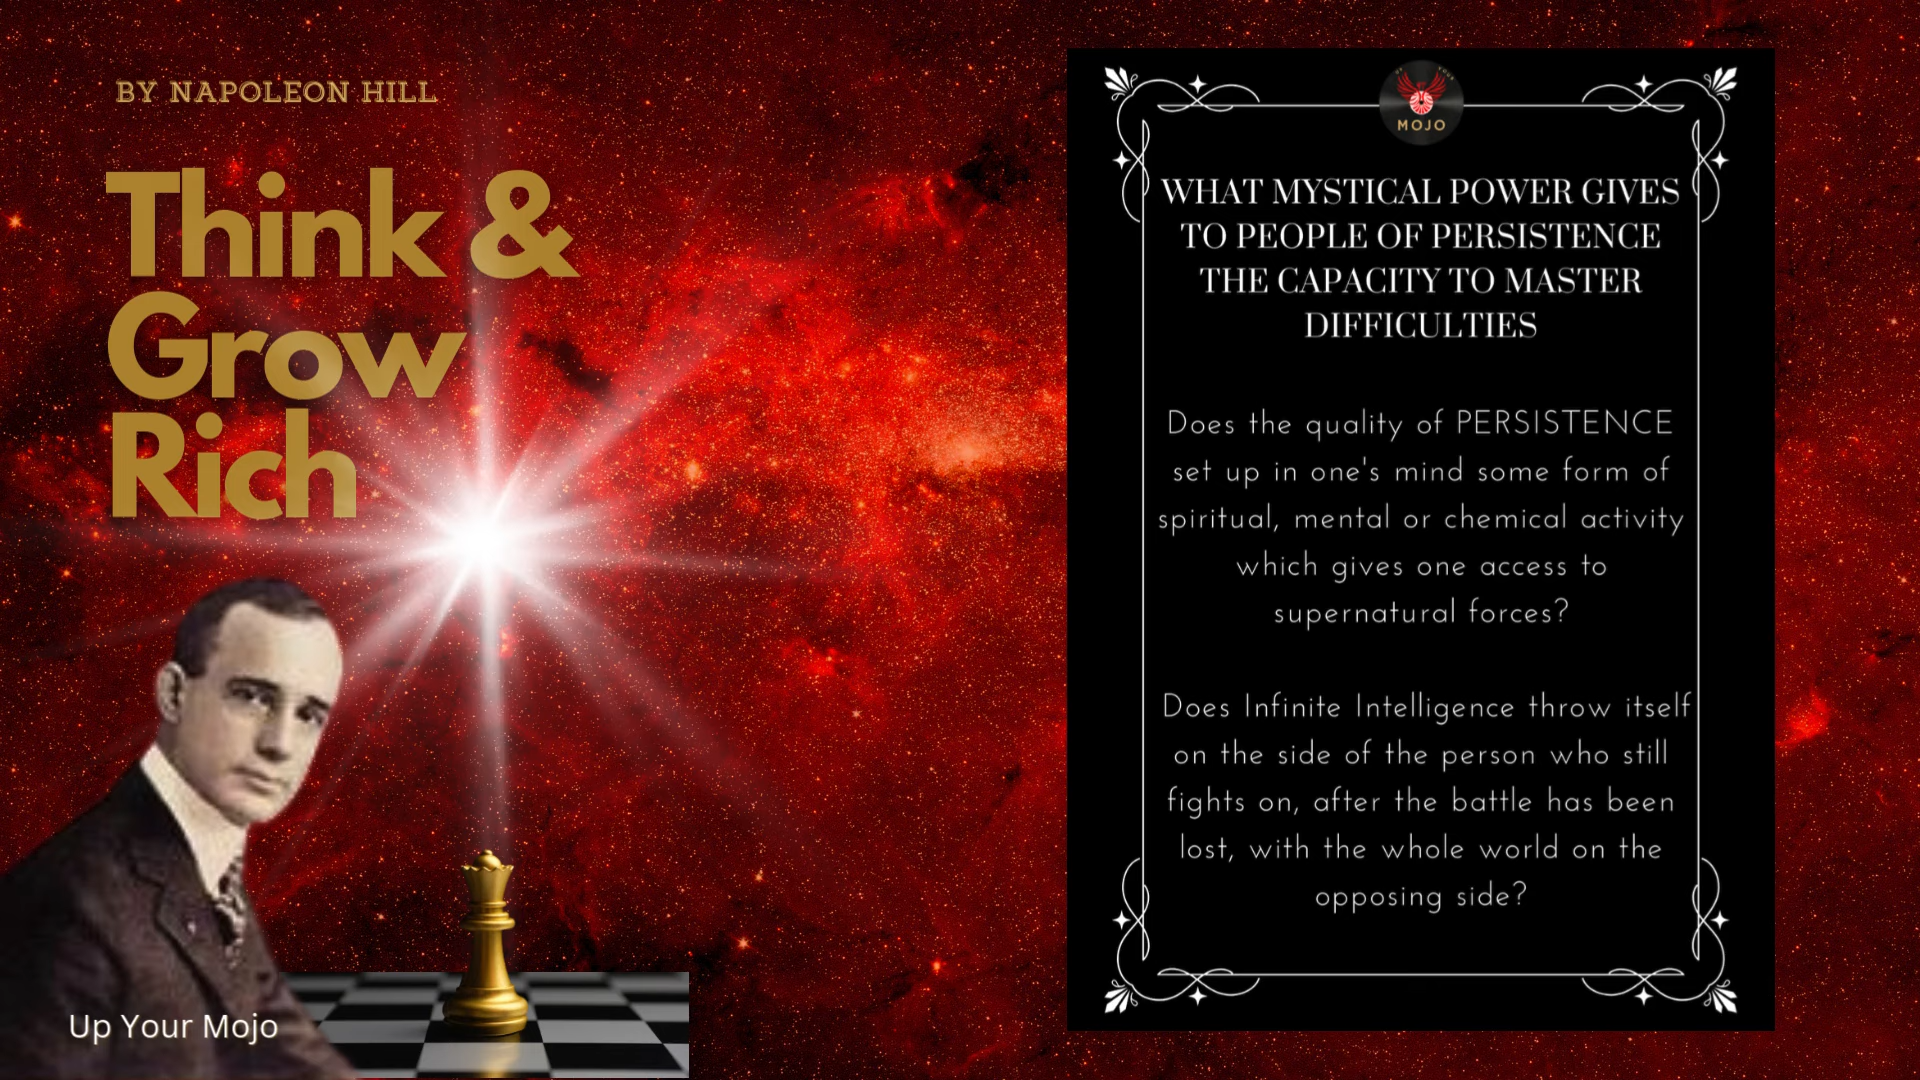 BY NAPOLEON HILL
Think &
Grow
Rich
Up Your Mojo
UP YOUR
MOJO
WHAT MYSTICAL POWER GIVES
TO PEOPLE OF PERSISTENCE
THE CAPACITY TO MASTER
DIFFICULTIES
Does the quality of PERSISTENCE
set up in one's mind some form of
spiritual, mental or chemical activity
which gives one access to
supernatural forces?
Does Infinite Intelligence throw itself
on the side of the person who still
fights on, after the battle has been
lost, with the whole world on the
opposing side?